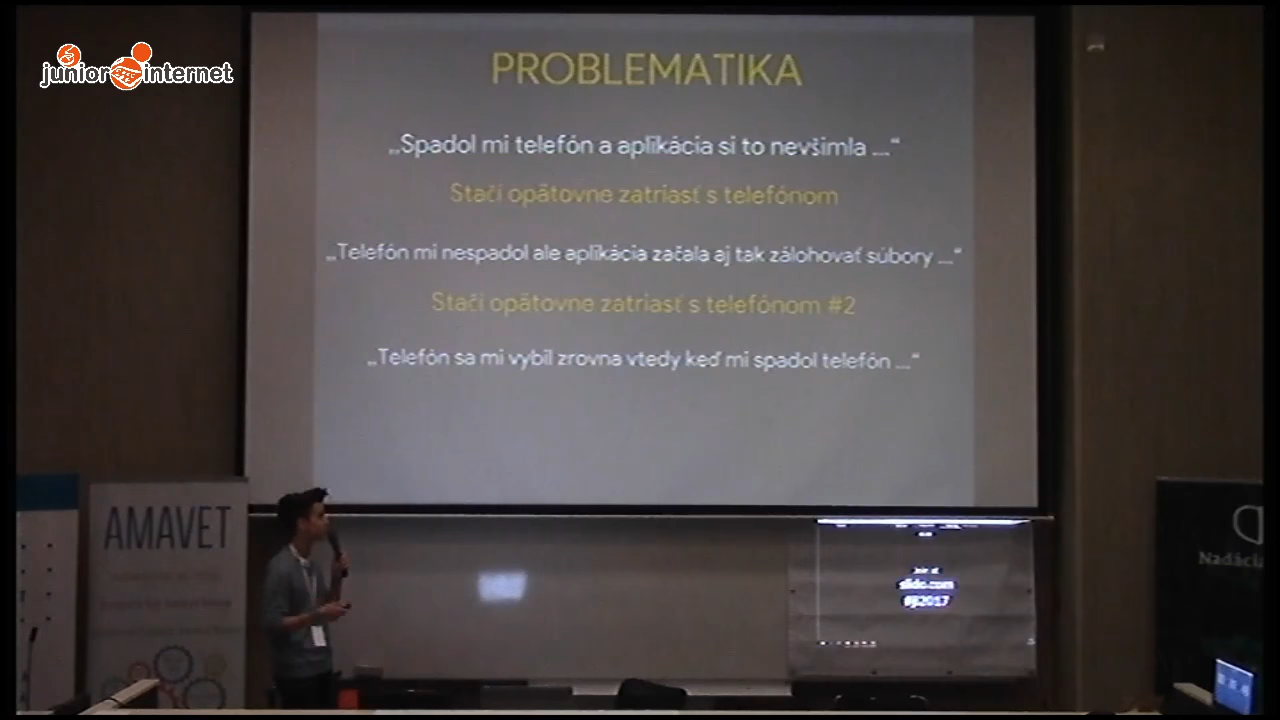 junior internet
PROBLEMATIKA
„Spadol mi telefón a aplikácia si to nevšimla ...“
Stačí opätovne zatriasť s telefónom
„Telefón mi nespadol ale aplikácia začala aj tak zálohovať súbory ...“
Stačí opätovne zatriasť s telefónom #2
„Telefón sa mi vybil zrovna vtedy keď mi spadol telefón ...“
AMAVET
Nadácia
slido.com
#ji2017